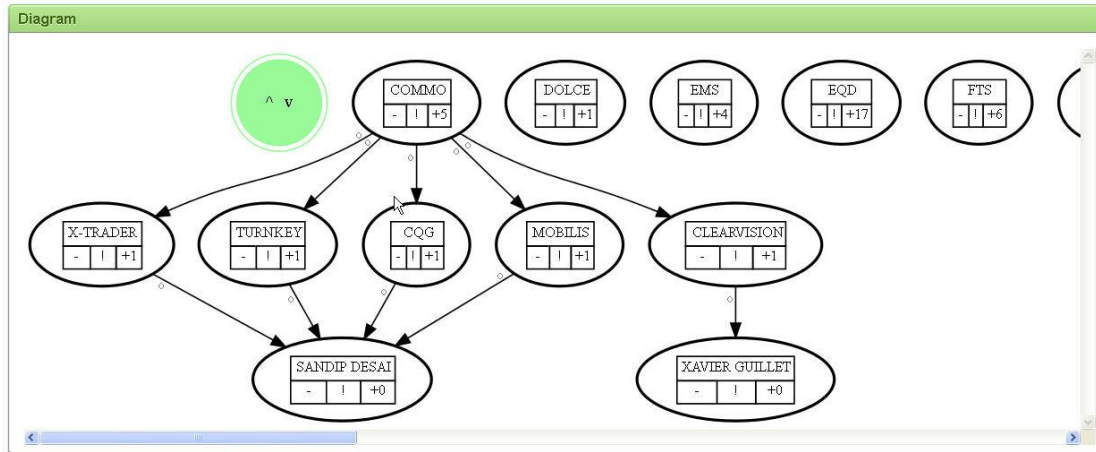 Diagram
^ v
COMMO
- ! +5
DOLCE
- ! +1
EMS
- ! +4
EQD
- ! +17
FTS
- ! +6
X-TRADER
- ! +1
TURNKEY
- ! +1
CQG
- ! +1
MOBILIS
- ! +1
CLEARVISION
- ! +1
SANDIP DESAI
- ! +0
XAVIER GUILLET
- ! +0